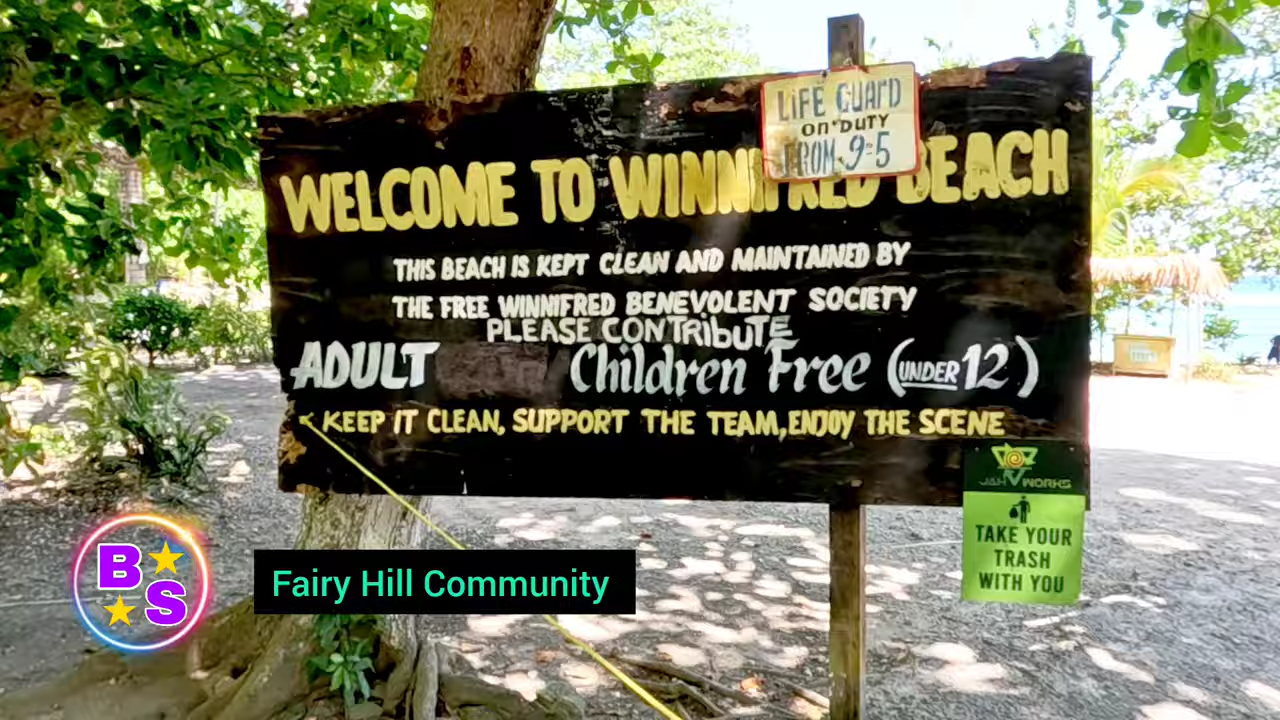 LIFE GUARD
ON DUTY
FROM 9-5
WELCOME TO WINNIFRED BEACH
THIS BEACH IS KEPT CLEAN AND MAINTAINED BY
THE FREE WINNIFRED BENEVOLENT SOCIETY
PLEASE CONTRibUTE
ADULT Children Free (UNDER 12)
KEEP IT CLEAN, SUPPORT THE TEAM, ENJOY THE SCENE
JAH WORKS
TAKE YOUR
TRASH
WITH YOU
B
S
Fairy Hill Community